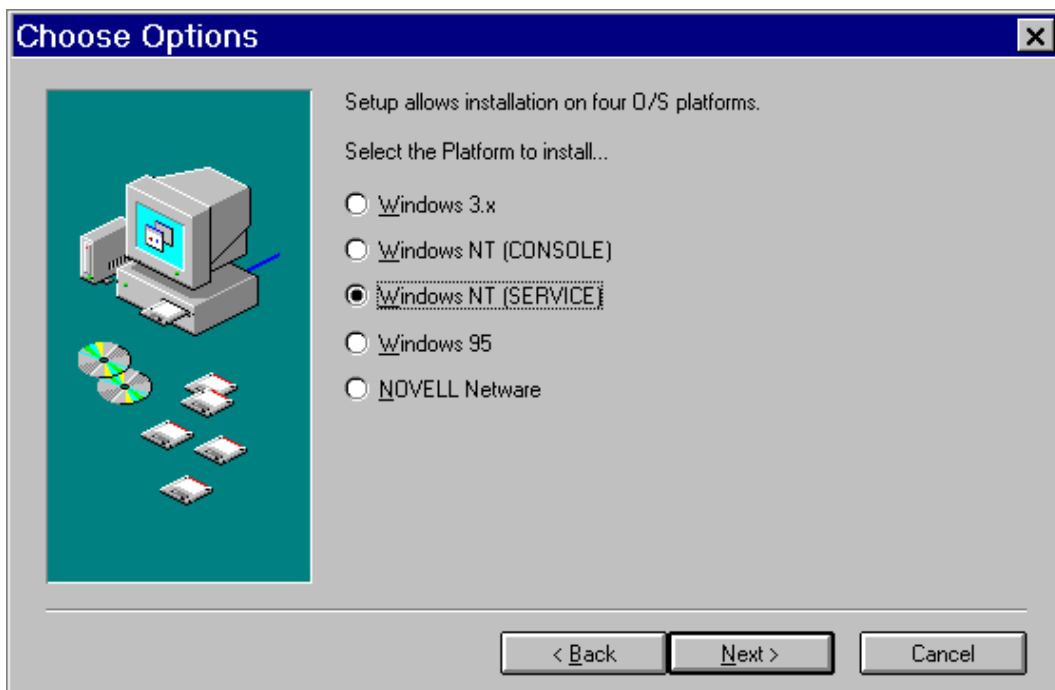 Choose Options
Setup allows installation on four O/S platforms.
Select the Platform to install...
Windows 3.x
Windows NT (CONSOLE)
Windows NT (SERVICE)
Windows 95
NOVELL Netware
< Back Next > Cancel